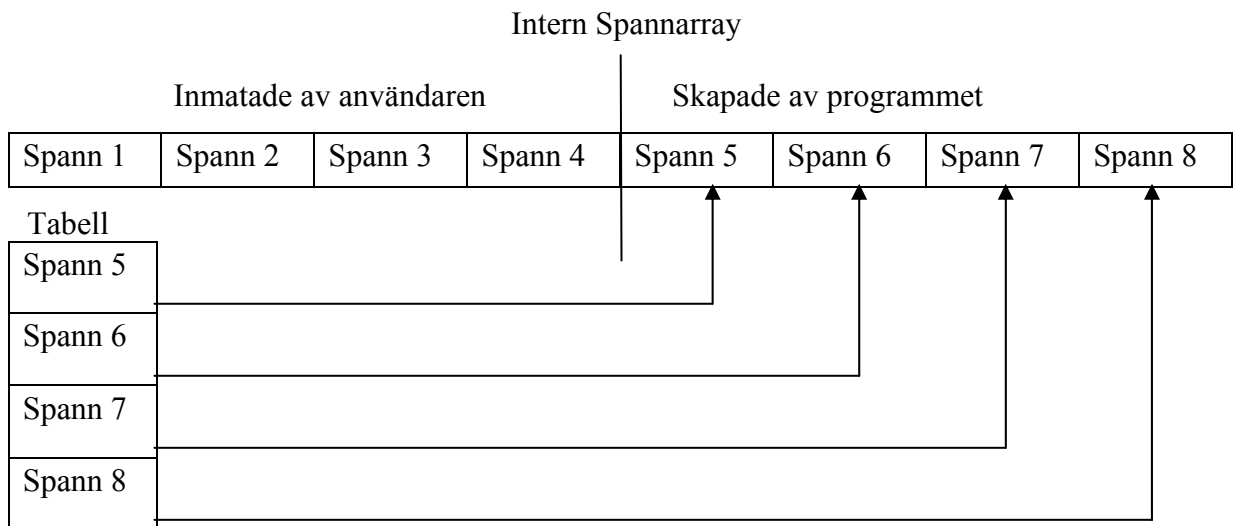 Intern Spannarray
Inmatade av användaren Skapade av programmet
Spann 1 Spann 2 Spann 3 Spann 4 Spann 5 Spann 6 Spann 7 Spann 8
Tabell
Spann 5
Spann 6
Spann 7
Spann 8